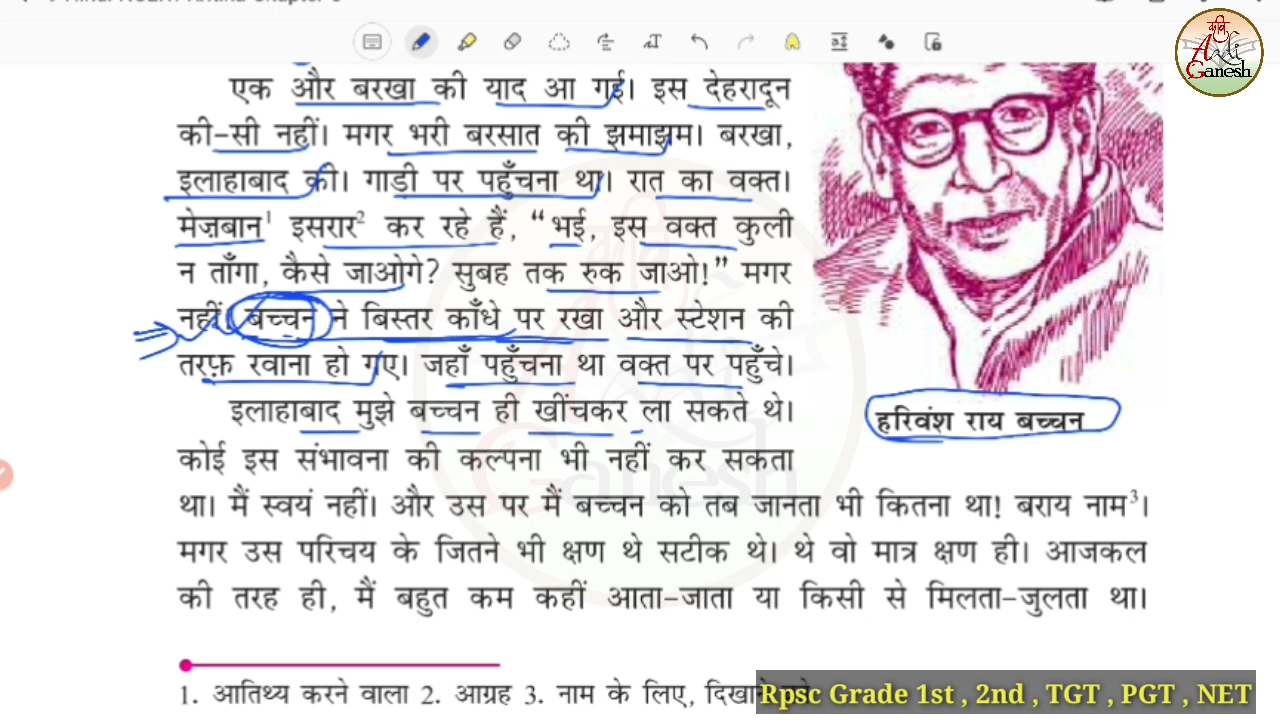 एक और बरखा की याद आ गई। इस देहरादून
की-सी नहीं। मगर भरी बरसात की झमाझम। बरखा,
इलाहाबाद की। गाडी पर पहुँचना था। रात का वक्त।
मेज़बान¹ इसरार² कर रहे हैं, “भई, इस वक्त कुली
न ताँगा, कैसे जाओगे? सुबह तक रुक जाओ!” मगर
नहीं। बच्चन ने बिस्तर काँधे पर रखा और स्टेशन की
तरफ़ रवाना हो गए। जहाँ पहुँचना था वक्त पर पहुँचे।
इलाहाबाद मुझे बच्चन ही खींचकर ला सकते थे।
हरिवंश राय बच्चन
कोई इस संभावना की कल्पना भी नहीं कर सकता
था। मैं स्वयं नहीं। और उस पर मैं बच्चन को तब जानता भी कितना था! बराय नाम³।
मगर उस परिचय के जितने भी क्षण थे सटीक थे। थे वो मात्र क्षण ही। आजकल
की तरह ही, मैं बहुत कम कहीं आता-जाता या किसी से मिलता-जुलता था।
1. आतिथ्य करने वाला 2. आग्रह 3. नाम के लिए,
Rpsc Grade 1st , 2nd , TGT , PGT , NET
Ganesh